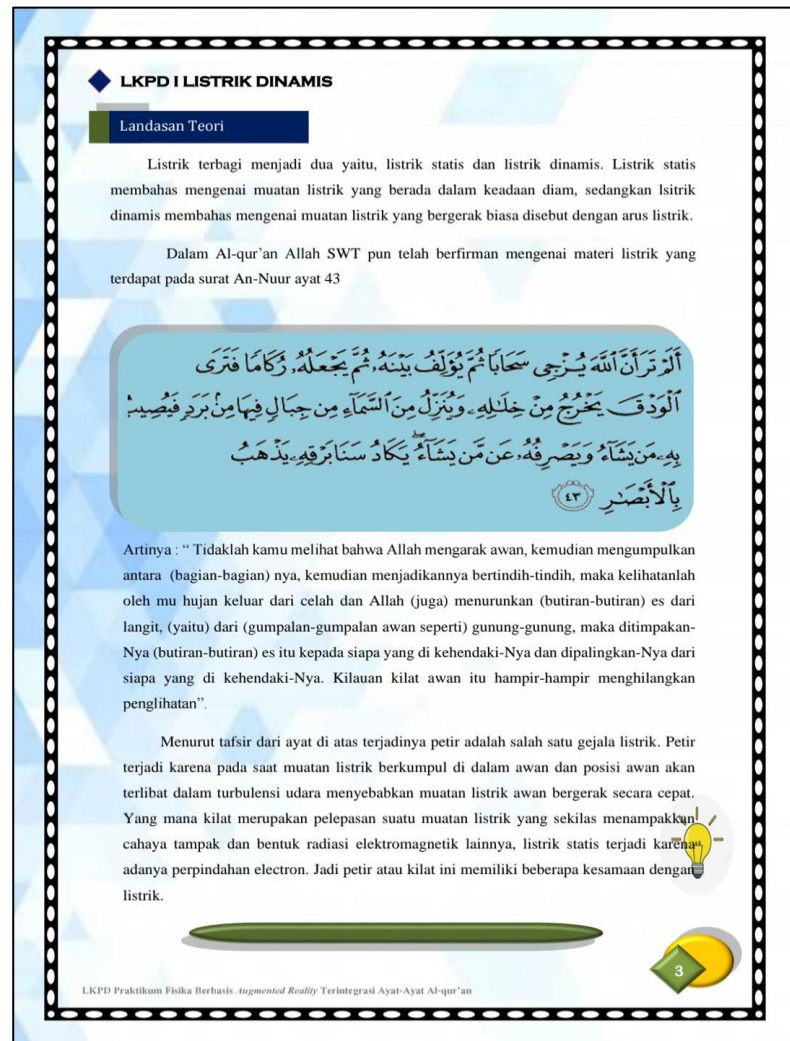 LKPD I LISTRIK DINAMIS
Landasan Teori
Listrik terbagi menjadi dua yaitu, listrik statis dan listrik dinamis. Listrik statis
membahas mengenai muatan listrik yang berada dalam keadaan diam, sedangkan lsitrik
dinamis membahas mengenai muatan listrik yang bergerak biasa disebut dengan arus listrik.
Dalam Al-qur’an Allah SWT pun telah berfirman mengenai materi listrik yang
terdapat pada surat An-Nuur ayat 43
أَلَمْ تَرَ أَنَّ ٱللَّهَ يُزْجِى سَحَابًا ثُمَّ يُؤَلِّفُ بَيْنَهُۥ ثُمَّ يَجْعَلُهُۥ رُكَامًا فَتَرَى
ٱلْوَدْقَ يَخْرُجُ مِنْ خِلَٰلِهِۦ وَيُنَزِّلُ مِنَ ٱلسَّمَآءِ مِن جِبَالٍ فِيهَا مِنۢ بَرَدٍ فَيُصِيبُ
بِهِۦ مَن يَشَآءُ وَيَصْرِفُهُۥ عَن مَّن يَشَآءُ ۖ يَكَادُ سَنَا بَرْقِهِۦ يَذْهَبُ
بِٱلْأَبْصَٰرِ ٤٣
Artinya : “ Tidaklah kamu melihat bahwa Allah mengarak awan, kemudian mengumpulkan
antara (bagian-bagian) nya, kemudian menjadikannya bertindih-tindih, maka kelihatanlah
oleh mu hujan keluar dari celah dan Allah (juga) menurunkan (butiran-butiran) es dari
langit, (yaitu) dari (gumpalan-gumpalan awan seperti) gunung-gunung, maka ditimpakan-
Nya (butiran-butiran) es itu kepada siapa yang di kehendaki-Nya dan dipalingkan-Nya dari
siapa yang di kehendaki-Nya. Kilauan kilat awan itu hampir-hampir menghilangkan
penglihatan”.
Menurut tafsir dari ayat di atas terjadinya petir adalah salah satu gejala listrik. Petir
terjadi karena pada saat muatan listrik berkumpul di dalam awan dan posisi awan akan
terlibat dalam turbulensi udara menyebabkan muatan listrik awan bergerak secara cepat.
Yang mana kilat merupakan pelepasan suatu muatan listrik yang sekilas menampakkan
cahaya tampak dan bentuk radiasi elektromagnetik lainnya, listrik statis terjadi karena
adanya perpindahan electron. Jadi petir atau kilat ini memiliki beberapa kesamaan dengan
listrik.
3
LKPD Praktikum Fisika Berbasis Augmented Reality Terintegrasi Ayat-Ayat Al-qur’an